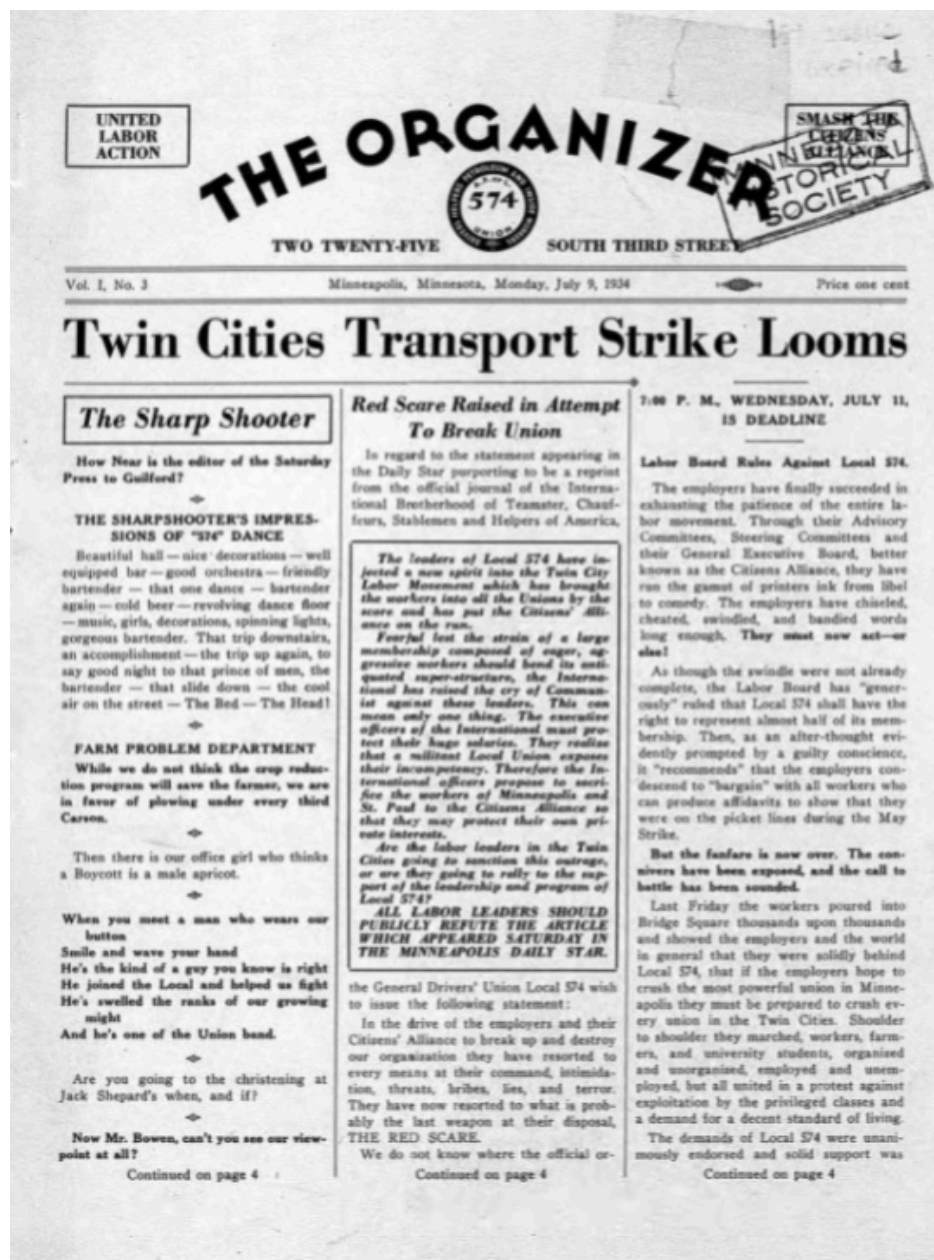 UNITED
LABOR
ACTION
THE ORGANIZER
SMASH THE
CITIZENS
ALLIANCE
MINNESOTA
HISTORICAL
SOCIETY
574
UNION
TWO TWENTY-FIVE SOUTH THIRD STREET
Vol. I, No. 3 Minneapolis, Minnesota, Monday, July 9, 1934 Price one cent
Twin Cities Transport Strike Looms
The Sharp Shooter
How Near is the editor of the Saturday
Press to Guilford?
THE SHARPSHOOTER'S IMPRES-
SIONS OF "574" DANCE
Beautiful hall — nice decorations — well
equipped bar — good orchestra — friendly
bartender — that one dance — bartender
again — cold beer — revolving dance floor
— music, girls, decorations, spinning lights,
gorgeous bartender. That trip downstairs,
an accomplishment — the trip up again, to
say good night to that prince of men, the
bartender — that slide down — the cool
air on the street — The Bed — The Head!
FARM PROBLEM DEPARTMENT
While we do not think the crop reduc-
tion program will save the farmer, we are
in favor of plowing under every third
Carson.
Then there is our office girl who thinks
a Boycott is a male apricot.
When you meet a man who wears our
button
Smile and wave your hand
He's the kind of a guy you know is right
He joined the Local and helped us fight
He's swelled the ranks of our growing
might
And he's one of the Union band.
Are you going to the christening at
Jack Shepard's when, and if?
Now Mr. Bowen, can't you see our view-
point at all?
Continued on page 4
Red Scare Raised in Attempt
To Break Union
In regard to the statement appearing in
the Daily Star purporting to be a reprint
from the official journal of the Interna-
tional Brotherhood of Teamster, Chauf-
feurs, Stablemen and Helpers of America,
The leaders of Local 574 have in-
jected a new spirit into the Twin City
Labor Movement which has brought
the workers into all the Unions by the
score and has put the Citizens' Alli-
ance on the run.
Fearful lest the strain of a large
membership composed of eager, ag-
gressive workers should bend its anti-
quated super-structure, the Interna-
tional has raised the cry of Commun-
ist against these leaders. This can
mean only one thing. The executive
officers of the International must pro-
tect their huge salaries. They realize
that a militant Local Union exposes
their incompetency. Therefore the In-
ternational officers propose to sacri-
fice the workers of Minneapolis and
St. Paul to the Citizens Alliance so
that they may protect their own pri-
vate interests.
Are the labor leaders in the Twin
Cities going to sanction this outrage,
or are they going to rally to the sup-
port of the leadership and program of
Local 574?
ALL LABOR LEADERS SHOULD
PUBLICLY REFUTE THE ARTICLE
WHICH APPEARED SATURDAY IN
THE MINNEAPOLIS DAILY STAR.
the General Drivers' Union Local 574 wish
to issue the following statement:
In the drive of the employers and their
Citizens' Alliance to break up and destroy
our organization they have resorted to
every means at their command, intimida-
tion, threats, bribes, lies, and terror.
They have now resorted to what is prob-
ably the last weapon at their disposal,
THE RED SCARE.
We do not know where the official or-
Continued on page 4
7:00 P. M., WEDNESDAY, JULY 11,
IS DEADLINE
Labor Board Rules Against Local 574.
The employers have finally succeeded in
exhausting the patience of the entire la-
bor movement. Through their Advisory
Committees, Steering Committees and
their General Executive Board, better
known as the Citizens Alliance, they have
run the gamut of printers ink from libel
to comedy. The employers have chiseled,
cheated, swindled, and bandied words
long enough. They must now act—or
else!
As though the swindle were not already
complete, the Labor Board has "gener-
ously" ruled that Local 574 shall have the
right to represent almost half of its mem-
bership. Then, as an after-thought evi-
dently prompted by a guilty conscience,
it "recommends" that the employers con-
descend to "bargain" with all workers who
can produce affidavits to show that they
were on the picket lines during the May
Strike.
But the fanfare is now over. The con-
nivers have been exposed, and the call to
battle has been sounded.
Last Friday the workers poured into
Bridge Square thousands upon thousands
and showed the employers and the world
in general that they were solidly behind
Local 574, that if the employers hope to
crush the most powerful union in Minne-
apolis they must be prepared to crush ev-
ery union in the Twin Cities. Shoulder
to shoulder they marched, workers, farm-
ers, and university students, organized
and unorganized, employed and unem-
ployed, but all united in a protest against
exploitation by the privileged classes and
a demand for a decent standard of living.
The demands of Local 574 were unani-
mously endorsed and solid support was
Continued on page 4